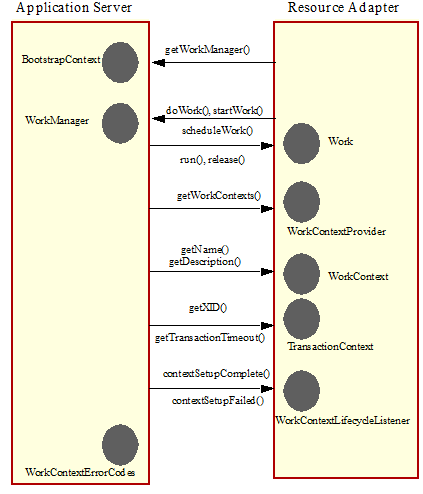 Application Server
Resource Adapter
getWorkManager()
BootstrapContext
doWork(), startWork()
WorkManager
scheduleWork()
Work
run(), release()
getWorkContexts()
WorkContextProvider
getName()
getDescription()
WorkContext
getXID()
getTransactionTimeout()
TransactionContext
contextSetupComplete()
contextSetupFailed()
WorkContextLifecycleListener
WorkContextErrorCodes